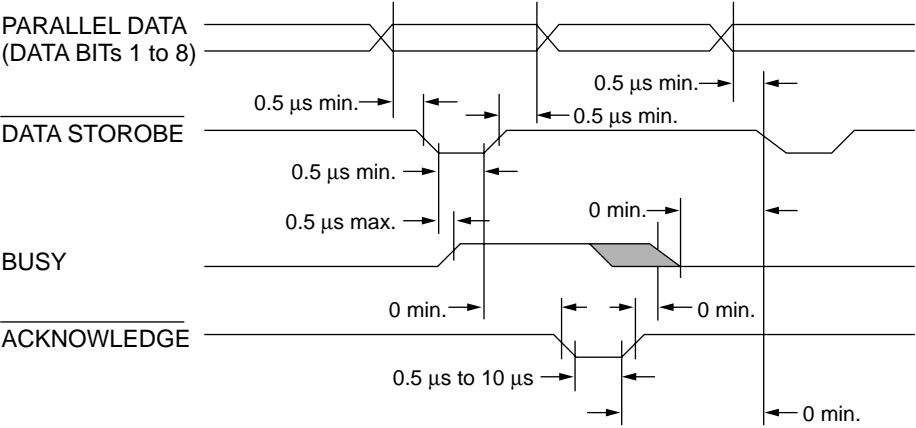 PARALLEL DATA
(DATA BITs 1 to 8)
0.5 μs min.
0.5 μs min.
0.5 μs min.
DATA STOROBE
0.5 μs min.
0.5 μs max.
0 min.
BUSY
0 min.
0 min.
ACKNOWLEDGE
0.5 μs to 10 μs
0 min.